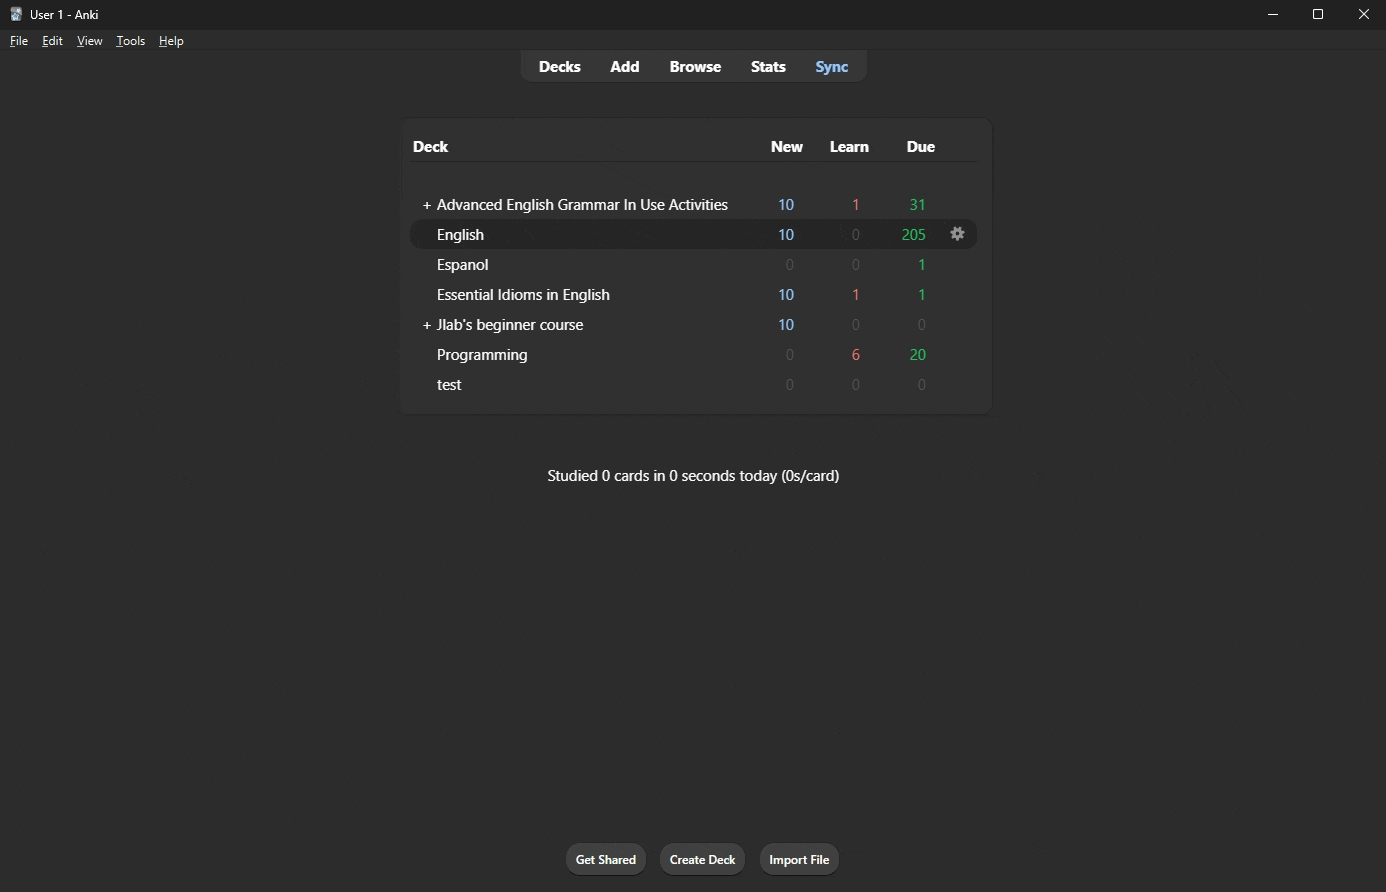 User 1 - Anki
File Edit View Tools Help
Decks Add Browse Stats Sync
Deck New Learn Due
+ Advanced English Grammar In Use Activities 10 1 31
English 10 0 205
Espanol 0 0 1
Essential Idioms in English 10 1 1
+ Jlab's beginner course 10 0 0
Programming 0 6 20
test 0 0 0
Studied 0 cards in 0 seconds today (0s/card)
Get Shared Create Deck Import File